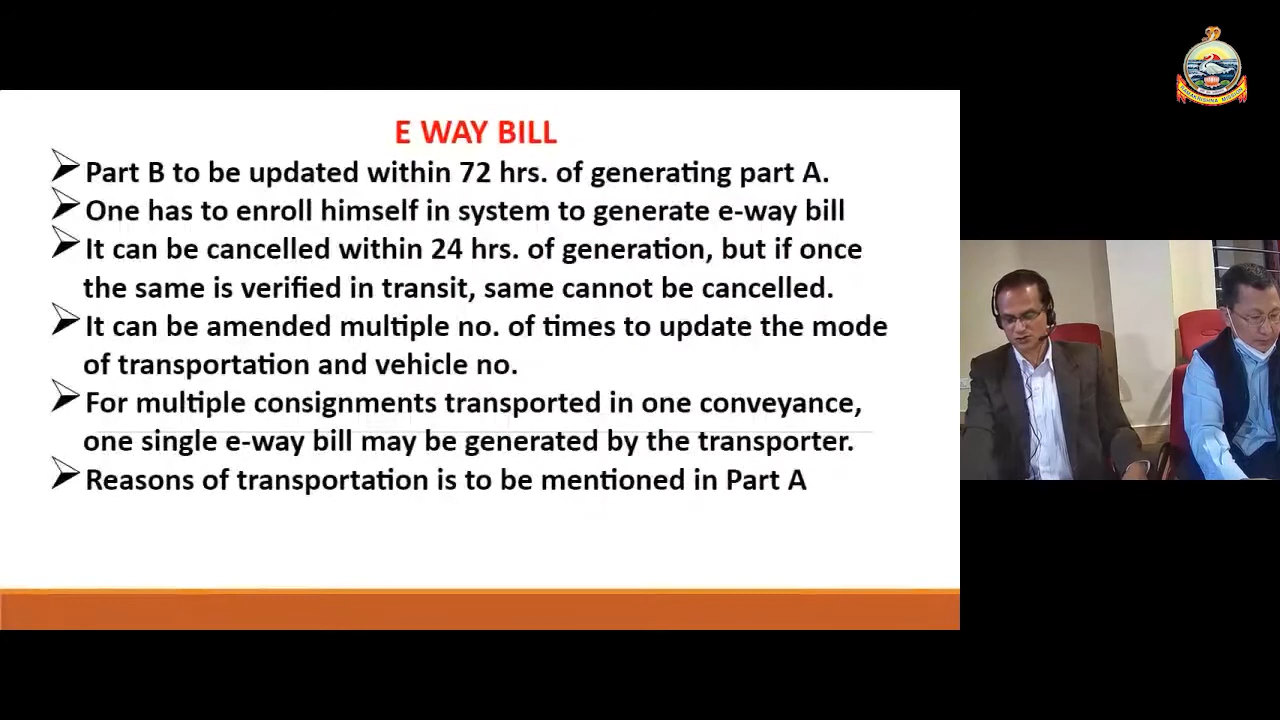 E WAY BILL
Part B to be updated within 72 hrs. of generating part A.
One has to enroll himself in system to generate e-way bill
It can be cancelled within 24 hrs. of generation, but if once
the same is verified in transit, same cannot be cancelled.
It can be amended multiple no. of times to update the mode
of transportation and vehicle no.
For multiple consignments transported in one conveyance,
one single e-way bill may be generated by the transporter.
Reasons of transportation is to be mentioned in Part A
RAMAKRISHNA MISSION